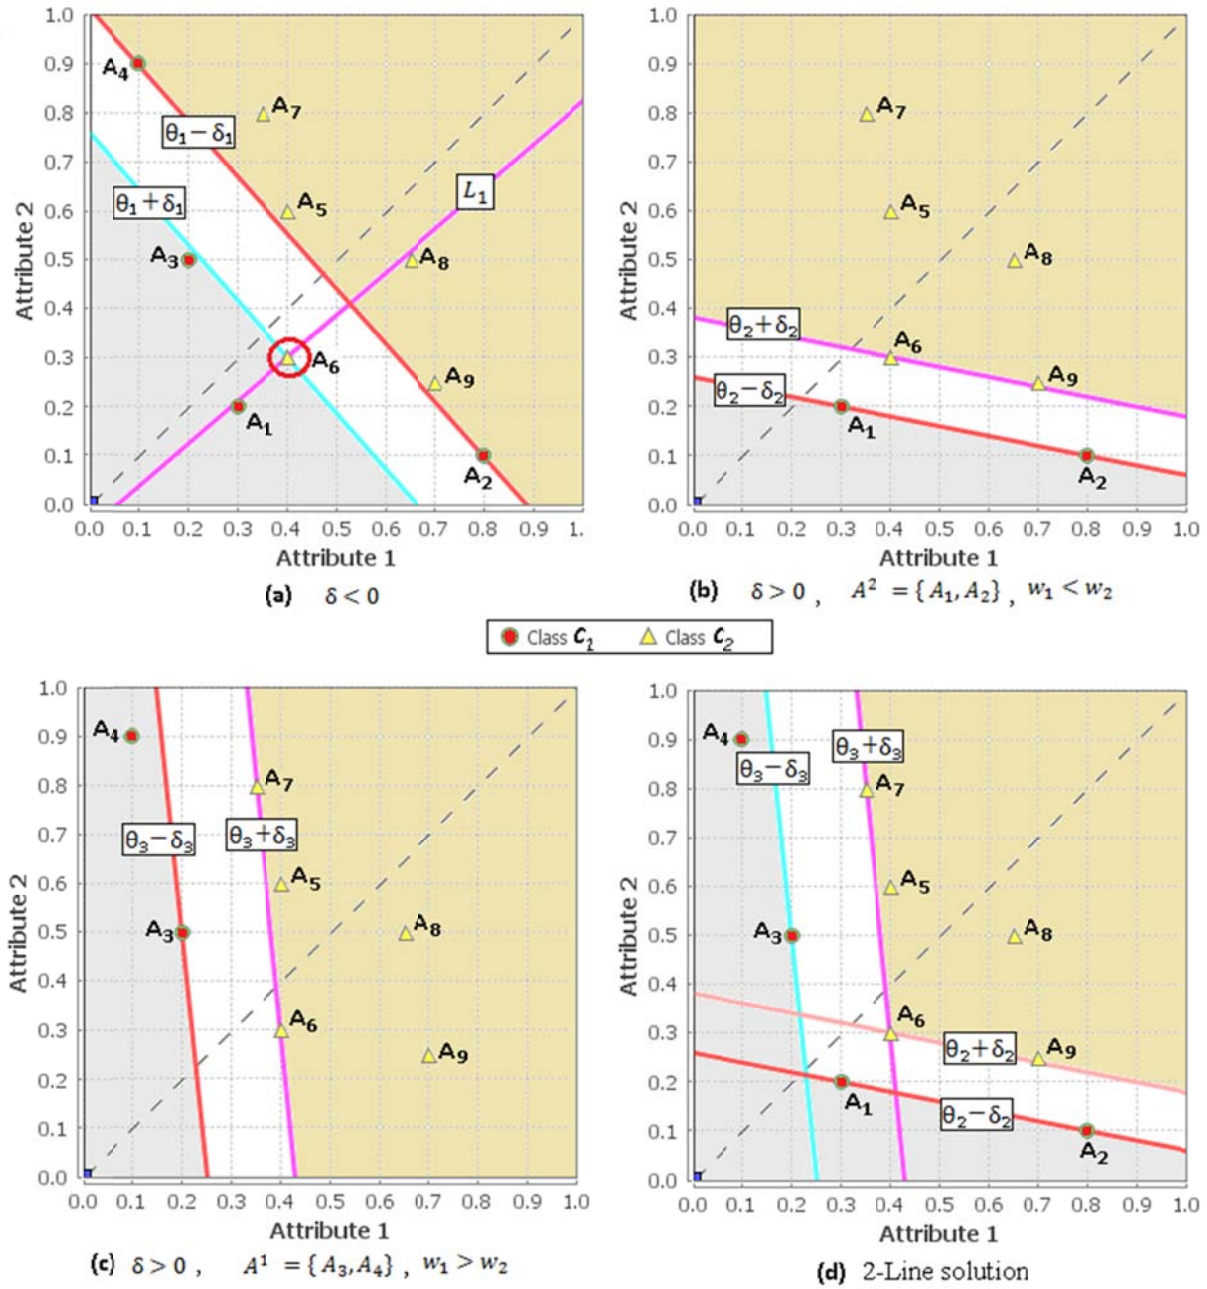 1.0
0.9
0.8
0.7
0.6
0.5
0.4
0.3
0.2
0.1
0.0
Attribute 2
A4
A7
θ1 − δ1
θ1 + δ1
L1
A5
A3
A8
A6
A9
A1
A2
0.0 0.1 0.2 0.3 0.4 0.5 0.6 0.7 0.8 0.9 1.
Attribute 1
(a) δ < 0
1.0
0.9
0.8
0.7
0.6
0.5
0.4
0.3
0.2
0.1
0.0
Attribute 2
A7
A5
A8
θ2 + δ2
A6
A9
θ2 − δ2
A1
A2
0.0 0.1 0.2 0.3 0.4 0.5 0.6 0.7 0.8 0.9 1.0
Attribute 1
(b) δ > 0 , A² = {A1, A2} , w1 < w2
Class C1 Class C2
1.0
0.9
0.8
0.7
0.6
0.5
0.4
0.3
0.2
0.1
0.0
Attribute 2
A4
A7
θ3 − δ3
θ3 + δ3
A5
A3
A8
A6
A9
0.0 0.1 0.2 0.3 0.4 0.5 0.6 0.7 0.8 0.9 1.0
Attribute 1
(c) δ > 0 , A¹ = {A3, A4} , w1 > w2
1.0
0.9
0.8
0.7
0.6
0.5
0.4
0.3
0.2
0.1
0.0
Attribute 2
A4
θ3 + δ3
θ3 − δ3
A7
A5
A3
A8
A6
θ2 + δ2
A9
A1
θ2 − δ2
A2
0.0 0.1 0.2 0.3 0.4 0.5 0.6 0.7 0.8 0.9 1.0
Attribute 1
(d) 2-Line solution